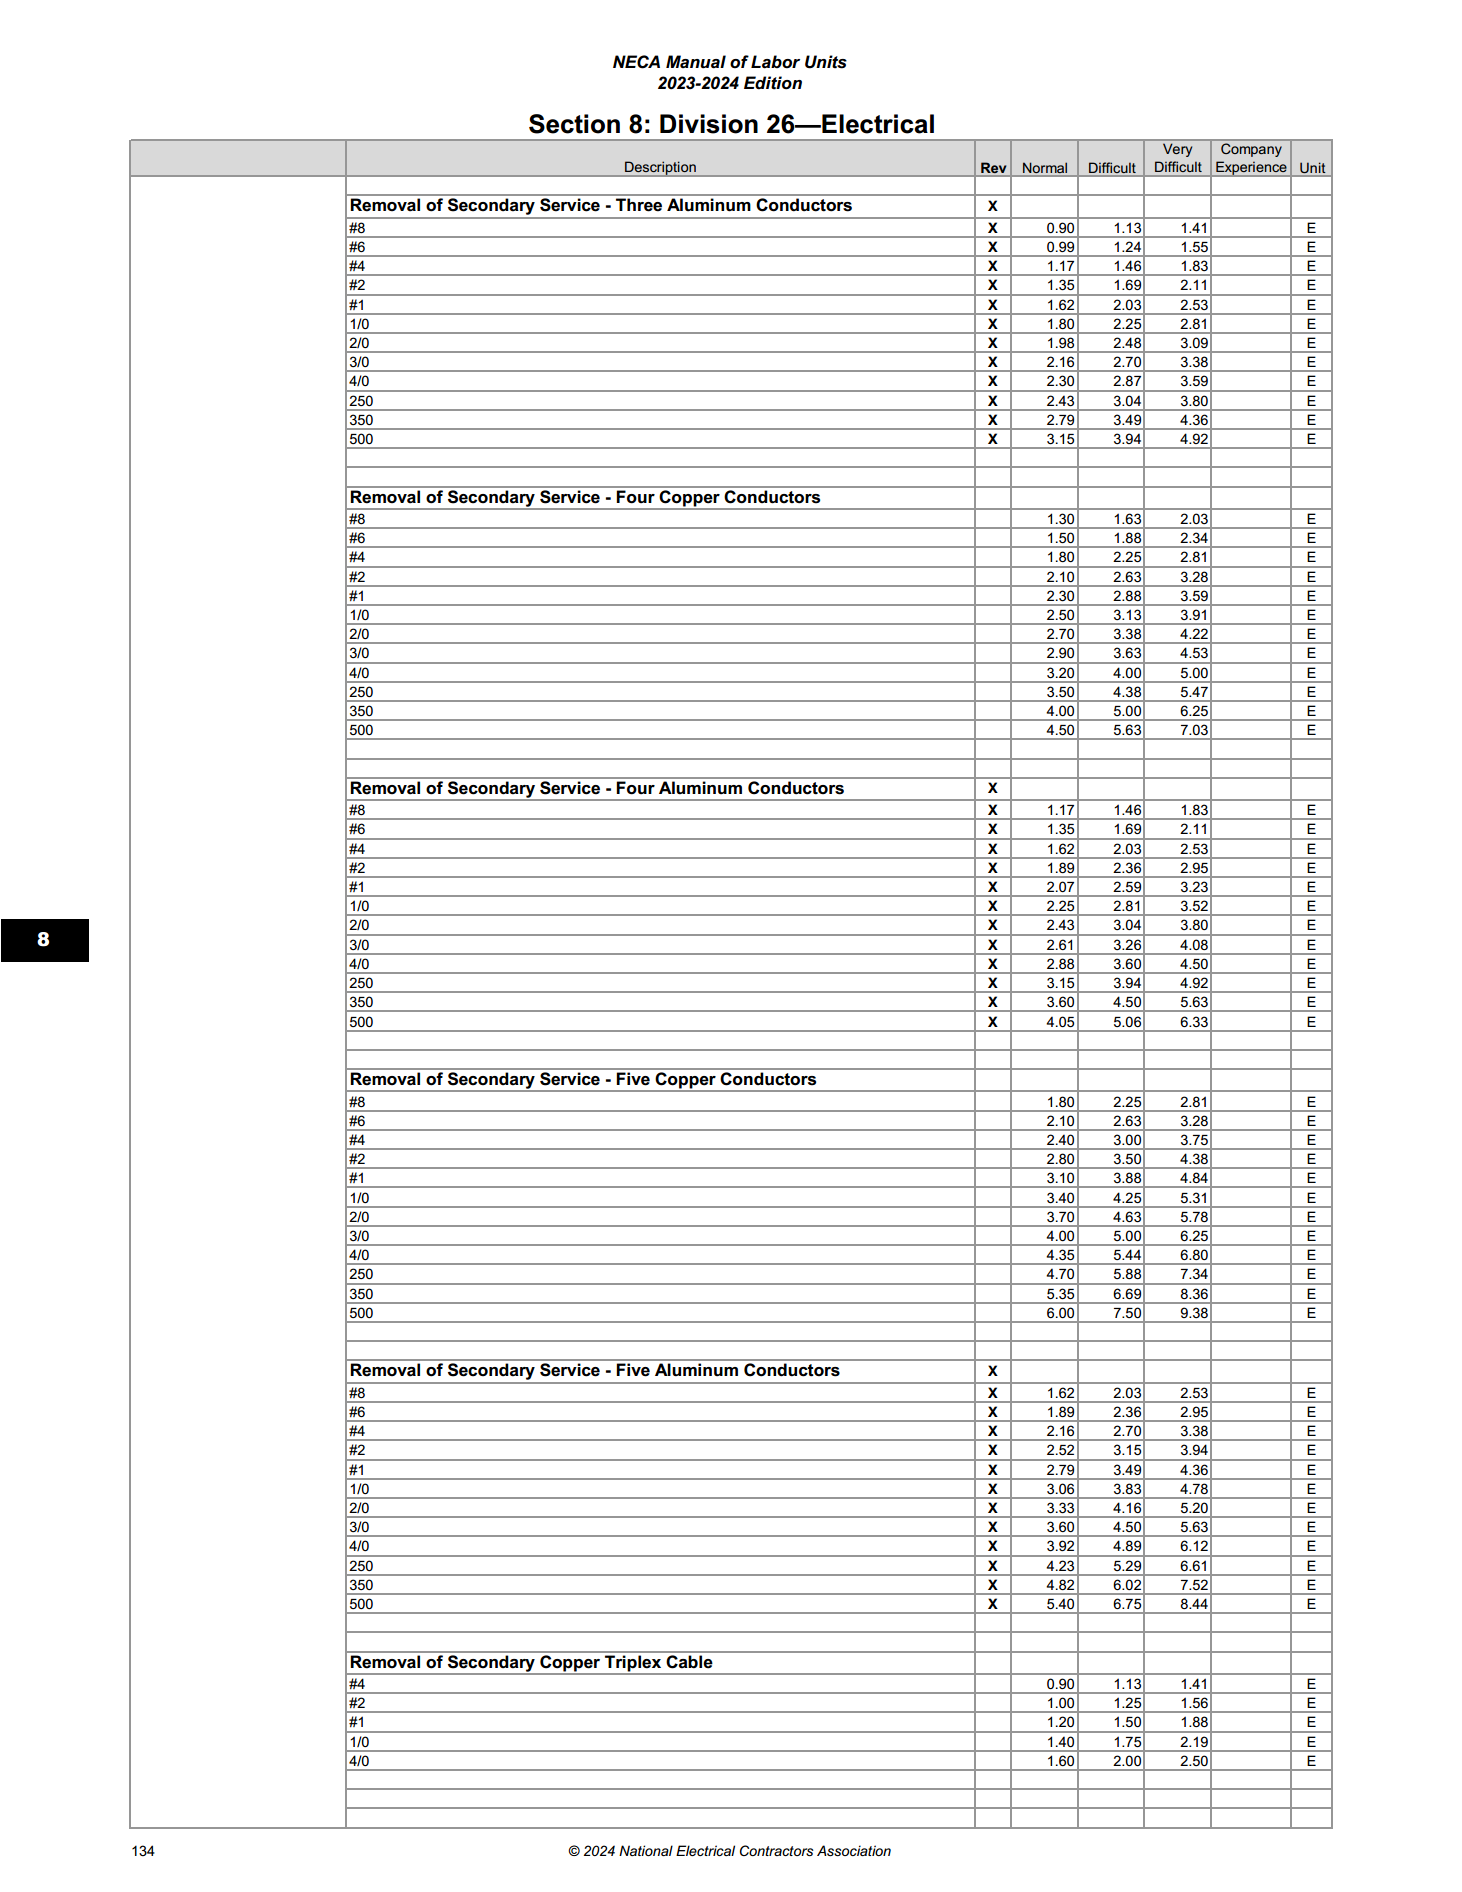 NECA Manual of Labor Units
2023-2024 Edition
Section 8: Division 26—Electrical
Description Rev Normal Difficult Very Difficult Company Experience Unit
Removal of Secondary Service - Three Aluminum Conductors X
#8 X 0.90 1.13 1.41 E
#6 X 0.99 1.24 1.55 E
#4 X 1.17 1.46 1.83 E
#2 X 1.35 1.69 2.11 E
#1 X 1.62 2.03 2.53 E
1/0 X 1.80 2.25 2.81 E
2/0 X 1.98 2.48 3.09 E
3/0 X 2.16 2.70 3.38 E
4/0 X 2.30 2.87 3.59 E
250 X 2.43 3.04 3.80 E
350 X 2.79 3.49 4.36 E
500 X 3.15 3.94 4.92 E
Removal of Secondary Service - Four Copper Conductors
#8 1.30 1.63 2.03 E
#6 1.50 1.88 2.34 E
#4 1.80 2.25 2.81 E
#2 2.10 2.63 3.28 E
#1 2.30 2.88 3.59 E
1/0 2.50 3.13 3.91 E
2/0 2.70 3.38 4.22 E
3/0 2.90 3.63 4.53 E
4/0 3.20 4.00 5.00 E
250 3.50 4.38 5.47 E
350 4.00 5.00 6.25 E
500 4.50 5.63 7.03 E
Removal of Secondary Service - Four Aluminum Conductors X
#8 X 1.17 1.46 1.83 E
#6 X 1.35 1.69 2.11 E
#4 X 1.62 2.03 2.53 E
#2 X 1.89 2.36 2.95 E
#1 X 2.07 2.59 3.23 E
1/0 X 2.25 2.81 3.52 E
2/0 X 2.43 3.04 3.80 E
3/0 X 2.61 3.26 4.08 E
4/0 X 2.88 3.60 4.50 E
250 X 3.15 3.94 4.92 E
350 X 3.60 4.50 5.63 E
500 X 4.05 5.06 6.33 E
8
Removal of Secondary Service - Five Copper Conductors
#8 1.80 2.25 2.81 E
#6 2.10 2.63 3.28 E
#4 2.40 3.00 3.75 E
#2 2.80 3.50 4.38 E
#1 3.10 3.88 4.84 E
1/0 3.40 4.25 5.31 E
2/0 3.70 4.63 5.78 E
3/0 4.00 5.00 6.25 E
4/0 4.35 5.44 6.80 E
250 4.70 5.88 7.34 E
350 5.35 6.69 8.36 E
500 6.00 7.50 9.38 E
Removal of Secondary Service - Five Aluminum Conductors X
#8 X 1.62 2.03 2.53 E
#6 X 1.89 2.36 2.95 E
#4 X 2.16 2.70 3.38 E
#2 X 2.52 3.15 3.94 E
#1 X 2.79 3.49 4.36 E
1/0 X 3.06 3.83 4.78 E
2/0 X 3.33 4.16 5.20 E
3/0 X 3.60 4.50 5.63 E
4/0 X 3.92 4.89 6.12 E
250 X 4.23 5.29 6.61 E
350 X 4.82 6.02 7.52 E
500 X 5.40 6.75 8.44 E
Removal of Secondary Copper Triplex Cable
#4 0.90 1.13 1.41 E
#2 1.00 1.25 1.56 E
#1 1.20 1.50 1.88 E
1/0 1.40 1.75 2.19 E
4/0 1.60 2.00 2.50 E
134 © 2024 National Electrical Contractors Association